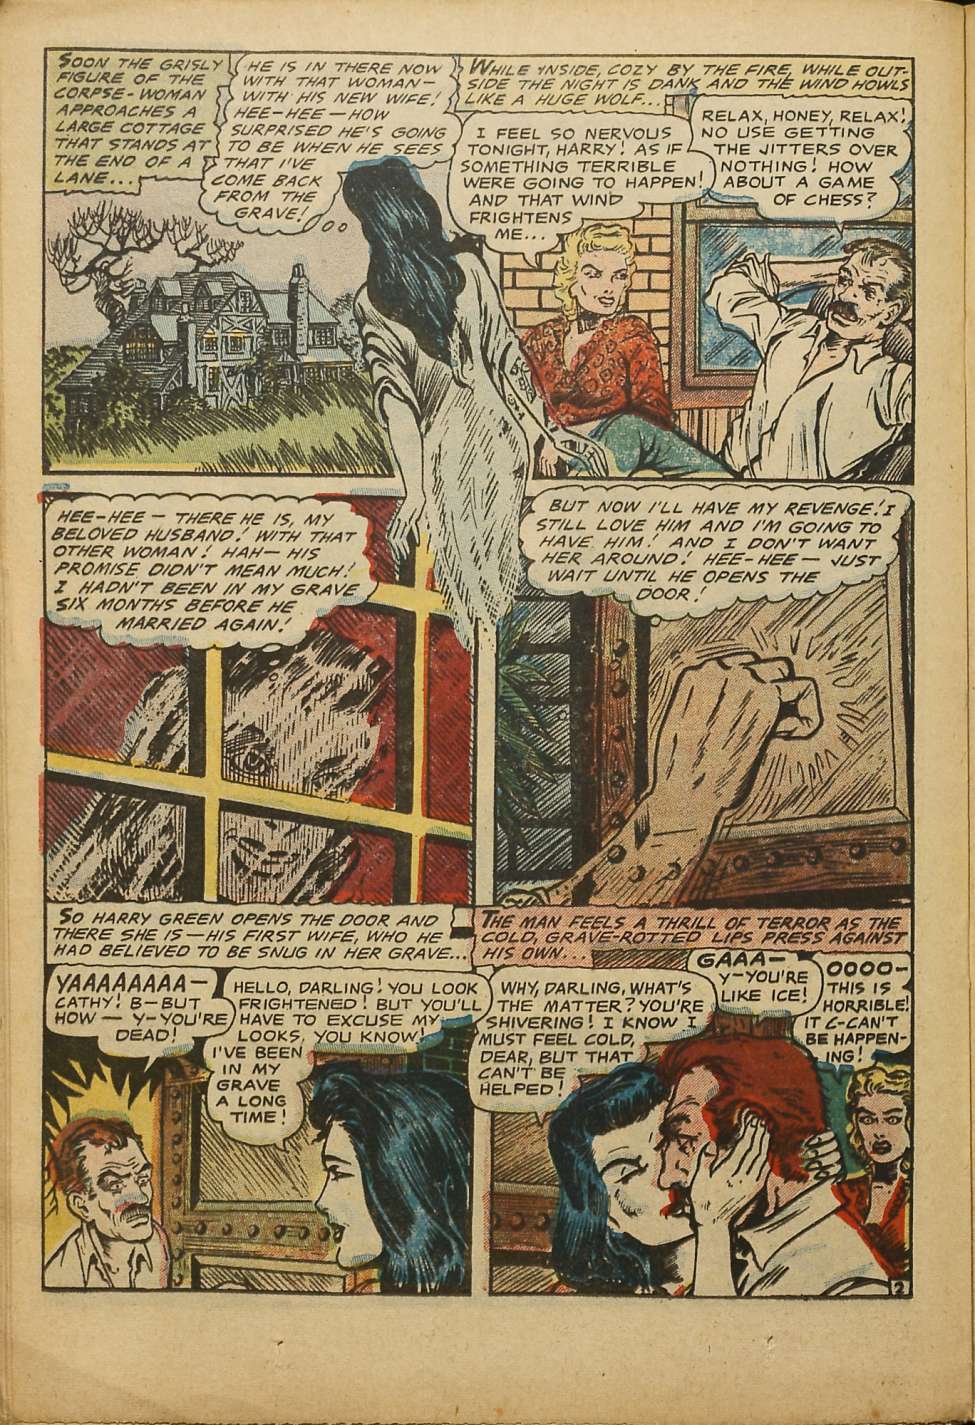 SOON THE GRISLY
FIGURE OF THE
CORPSE-WOMAN
APPROACHES A
LARGE COTTAGE
THAT STANDS AT
THE END OF A
LANE...
HE IS IN THERE NOW
WITH THAT WOMAN—
WITH HIS NEW WIFE!
HEE-HEE—HOW
SURPRISED HE'S GOING
TO BE WHEN HE SEES
THAT I'VE
COME BACK
FROM THE
GRAVE!
WHILE INSIDE, COZY BY THE FIRE, WHILE OUT-
SIDE THE NIGHT IS DANK AND THE WIND HOWLS
LIKE A HUGE WOLF...
I FEEL SO NERVOUS
TONIGHT, HARRY! AS IF
SOMETHING TERRIBLE
WERE GOING TO HAPPEN!
AND THAT WIND
FRIGHTENS
ME...
RELAX, HONEY, RELAX!
NO USE GETTING
THE JITTERS OVER
NOTHING! HOW
ABOUT A GAME
OF CHESS?
HEE-HEE— THERE HE IS, MY
BELOVED HUSBAND! WITH THAT
OTHER WOMAN! HAH— HIS
PROMISE DIDN'T MEAN MUCH!
I HADN'T BEEN IN MY GRAVE
SIX MONTHS BEFORE HE
MARRIED AGAIN!
BUT NOW I'LL HAVE MY REVENGE! I
STILL LOVE HIM AND I'M GOING TO
HAVE HIM! AND I DON'T WANT
HER AROUND! HEE-HEE— JUST
WAIT UNTIL HE OPENS THE
DOOR!
SO HARRY GREEN OPENS THE DOOR AND
THERE SHE IS—HIS FIRST WIFE, WHO HE
HAD BELIEVED TO BE SNUG IN HER GRAVE...
YAAAAAAAA—
CATHY! B-BUT
HOW— Y-YOU'RE
DEAD!
HELLO, DARLING! YOU LOOK
FRIGHTENED! BUT YOU'LL
HAVE TO EXCUSE MY
LOOKS, YOU KNOW!
I'VE BEEN
IN MY
GRAVE
A LONG
TIME!
THE MAN FEELS A THRILL OF TERROR AS THE
COLD, GRAVE-ROTTED LIPS PRESS AGAINST
HIS OWN...
WHY, DARLING, WHAT'S
THE MATTER? YOU'RE
SHIVERING! I KNOW I
MUST FEEL COLD,
DEAR, BUT THAT
CAN'T BE
HELPED!
GAAA—
Y-YOU'RE
LIKE ICE!
OOOO-
THIS IS
HORRIBLE!
IT C-CAN'T
BE HAPPEN-
ING!
2